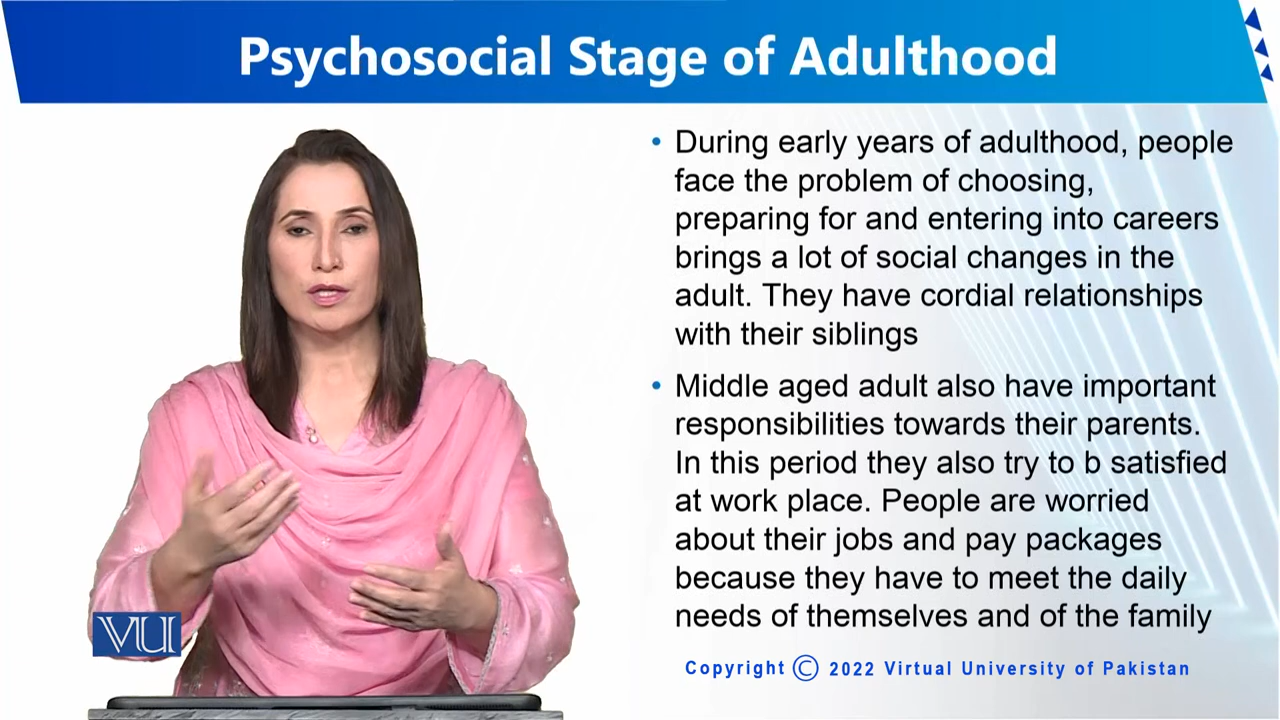 Psychosocial Stage of Adulthood
• During early years of adulthood, people
face the problem of choosing,
preparing for and entering into careers
brings a lot of social changes in the
adult. They have cordial relationships
with their siblings
• Middle aged adult also have important
responsibilities towards their parents.
In this period they also try to b satisfied
at work place. People are worried
about their jobs and pay packages
because they have to meet the daily
needs of themselves and of the family
VU
Copyright © 2022 Virtual University of Pakistan